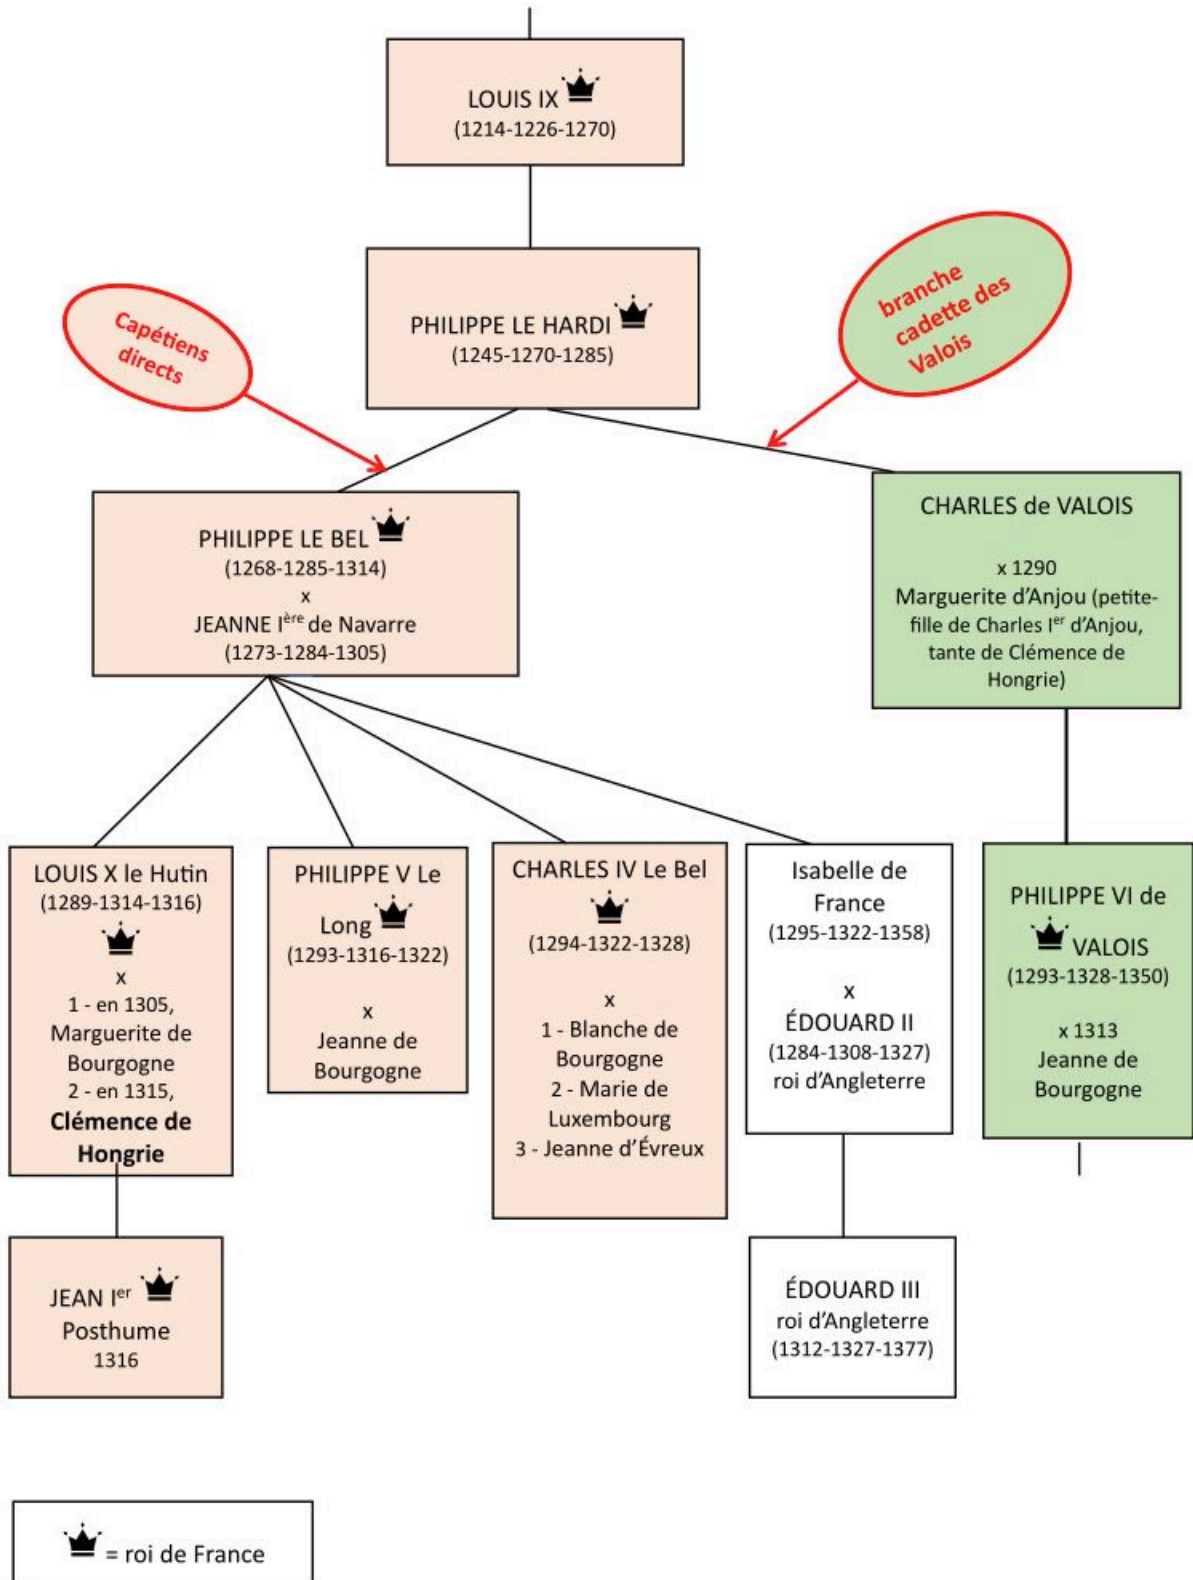 LOUIS IX
(1214-1226-1270)
PHILIPPE LE HARDI
(1245-1270-1285)
Capétiens
directs
branche
cadette des
Valois
PHILIPPE LE BEL
(1268-1285-1314)
x
JEANNE Ière de Navarre
(1273-1284-1305)
CHARLES de VALOIS
x 1290
Marguerite d'Anjou (petite-
fille de Charles Ier d'Anjou,
tante de Clémence de
Hongrie)
LOUIS X le Hutin
(1289-1314-1316)
x
1 - en 1305,
Marguerite de
Bourgogne
2 - en 1315,
Clémence de
Hongrie
PHILIPPE V Le
Long
(1293-1316-1322)
x
Jeanne de
Bourgogne
CHARLES IV Le Bel
(1294-1322-1328)
x
1 - Blanche de
Bourgogne
2 - Marie de
Luxembourg
3 - Jeanne d'Évreux
Isabelle de
France
(1295-1322-1358)
x
ÉDOUARD II
(1284-1308-1327)
roi d'Angleterre
PHILIPPE VI de
VALOIS
(1293-1328-1350)
x 1313
Jeanne de
Bourgogne
JEAN Ier
Posthume
1316
ÉDOUARD III
roi d'Angleterre
(1312-1327-1377)
= roi de France